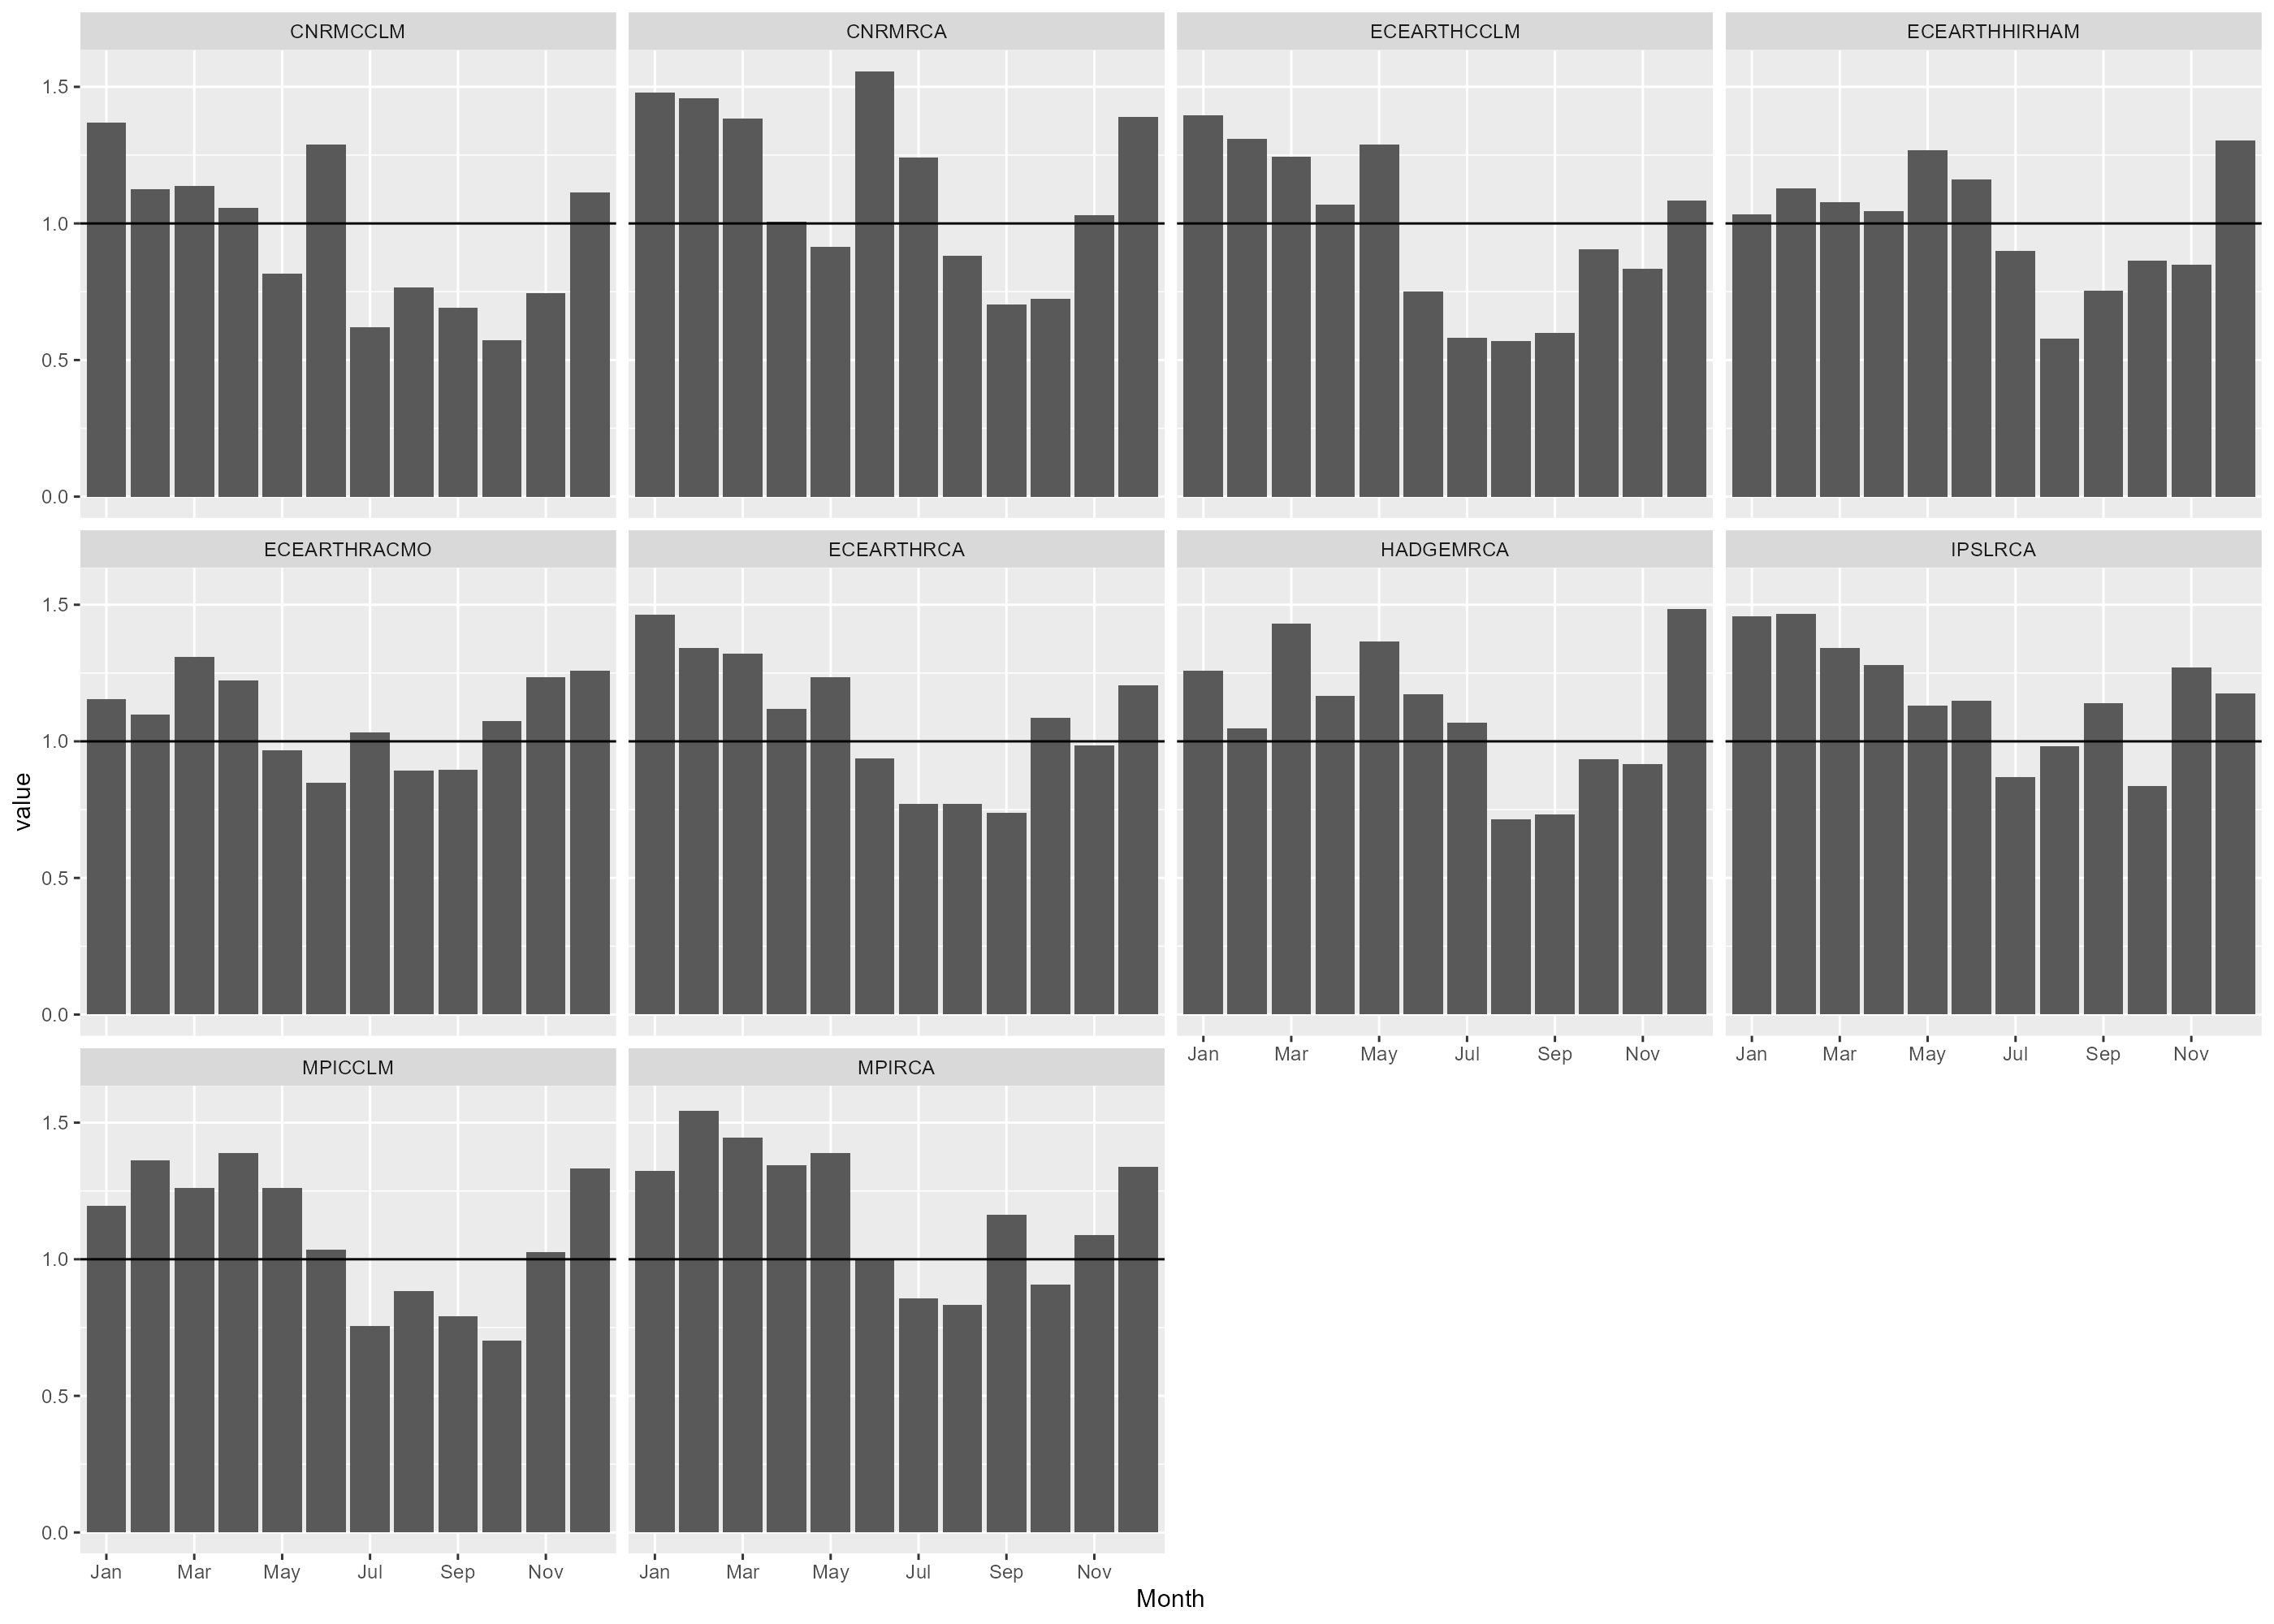 CNRMCCLM CNRMRCA ECEARTHCCLM ECEARTHHIRHAM
1.5
1.0
0.5
0.0
ECEARTHRACMO ECEARTHRCA HADGEMRCA IPSLRCA
1.5
1.0
value
0.5
0.0
Jan Mar May Jul Sep Nov Jan Mar May Jul Sep Nov
MPICCLM MPIRCA
1.5
1.0
0.5
0.0
Jan Mar May Jul Sep Nov Jan Mar May Jul Sep Nov
Month